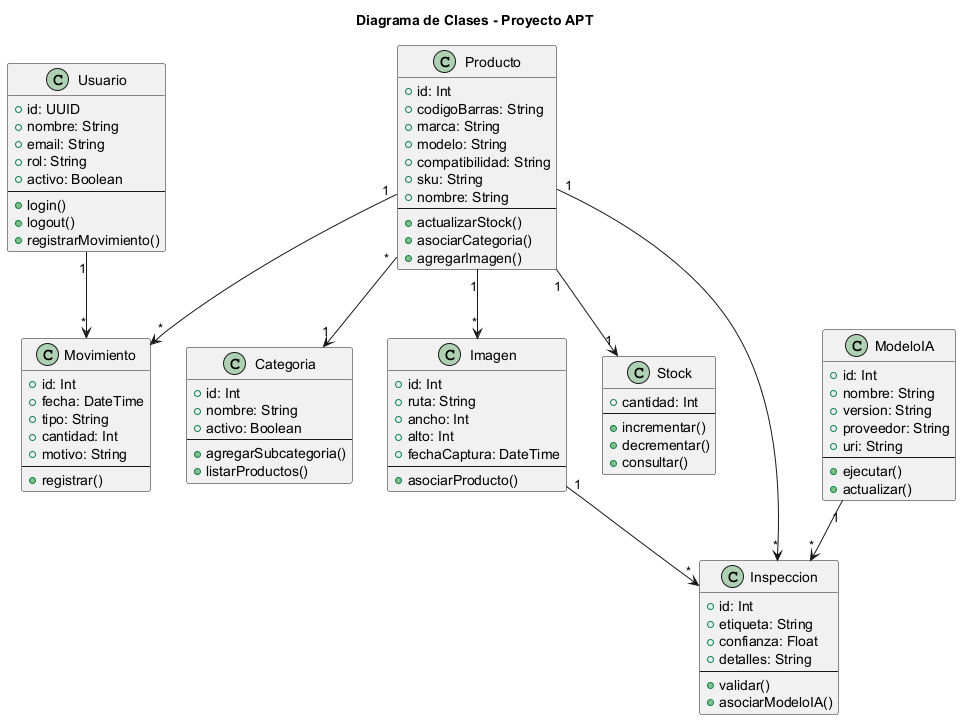 Diagrama de Clases - Proyecto APT
C Usuario
id: UUID
nombre: String
email: String
rol: String
activo: Boolean
login()
logout()
registrarMovimiento()
C Producto
id: Int
codigoBarras: String
marca: String
modelo: String
compatibilidad: String
sku: String
nombre: String
actualizarStock()
asociarCategoria()
agregarImagen()
1
*
1
*
*
1
1
*
1
1
1
*
C Movimiento
id: Int
fecha: DateTime
tipo: String
cantidad: Int
motivo: String
registrar()
C Categoria
id: Int
nombre: String
activo: Boolean
agregarSubcategoria()
listarProductos()
C Imagen
id: Int
ruta: String
ancho: Int
alto: Int
fechaCaptura: DateTime
asociarProducto()
C Stock
cantidad: Int
incrementar()
decrementar()
consultar()
C ModeloIA
id: Int
nombre: String
version: String
proveedor: String
uri: String
ejecutar()
actualizar()
1
*
1
*
C Inspeccion
id: Int
etiqueta: String
confianza: Float
detalles: String
validar()
asociarModeloIA()